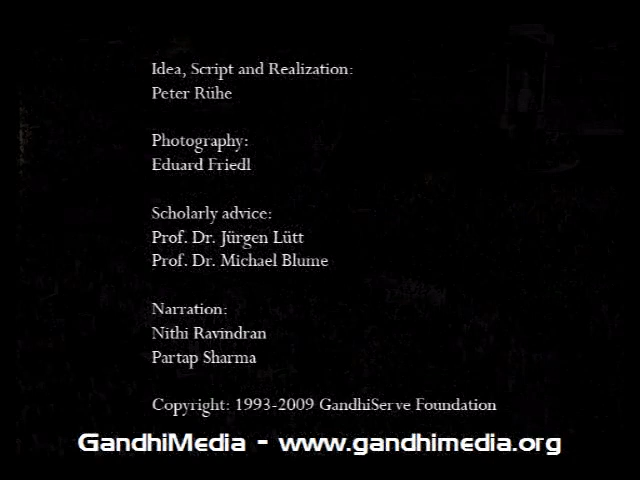 Idea, Script and Realization:
Peter Rühe
Photography:
Eduard Friedl
Scholarly advice:
Prof. Dr. Jürgen Lütt
Prof. Dr. Michael Blume
Narration:
Nithi Ravindran
Partap Sharma
Copyright: 1993-2009 GandhiServe Foundation
GandhiMedia - www.gandhimedia.org